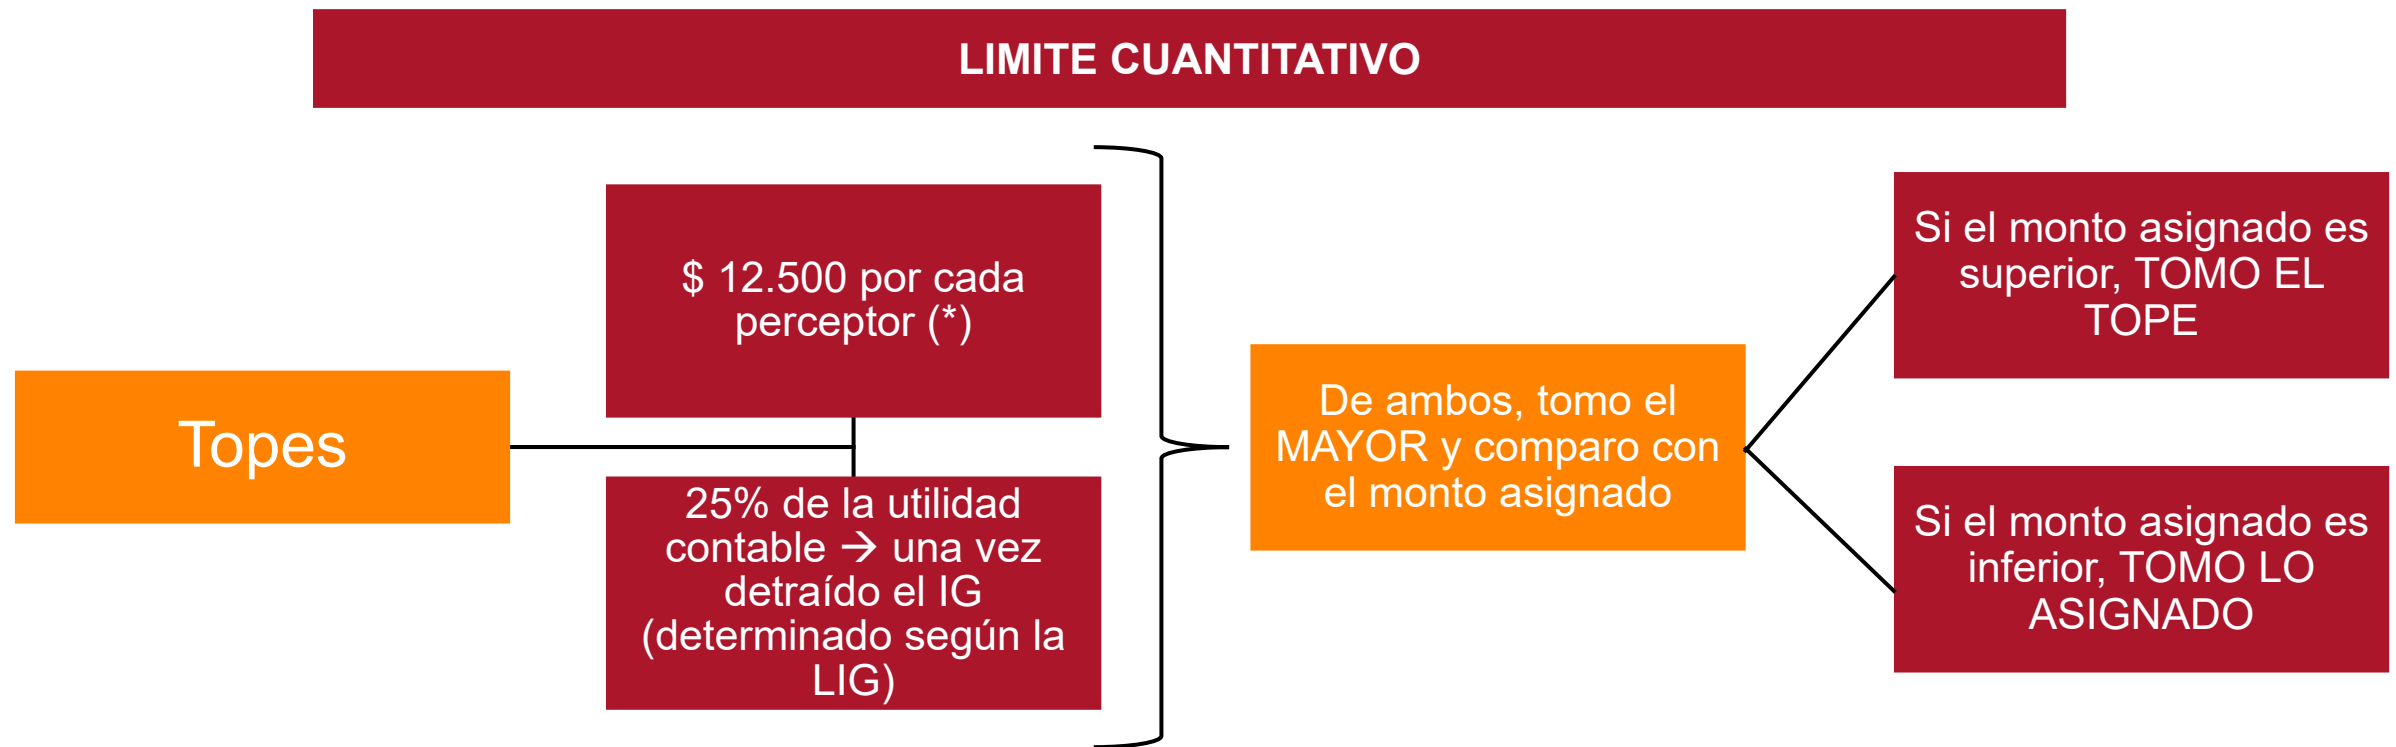 LIMITE CUANTITATIVO
Topes
$ 12.500 por cada
perceptor (*)
25% de la utilidad
contable → una vez
detraído el IG
(determinado según la
LIG)
De ambos, tomo el
MAYOR y comparo con
el monto asignado
Si el monto asignado es
superior, TOMO EL
TOPE
Si el monto asignado es
inferior, TOMO LO
ASIGNADO